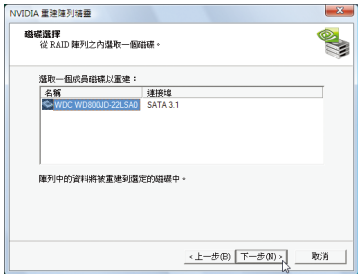 NVIDIA 重建陣列精靈
磁碟選擇
從 RAID 陣列之內選取一個磁碟。
選取一個成員磁碟以重建：
名稱 連接埠
WDC WD800JD-22LSA0 SATA 3.1
陣列中的資料將被重建到選定的磁碟中。
< 上一步(B) 下一步(N) > 取消